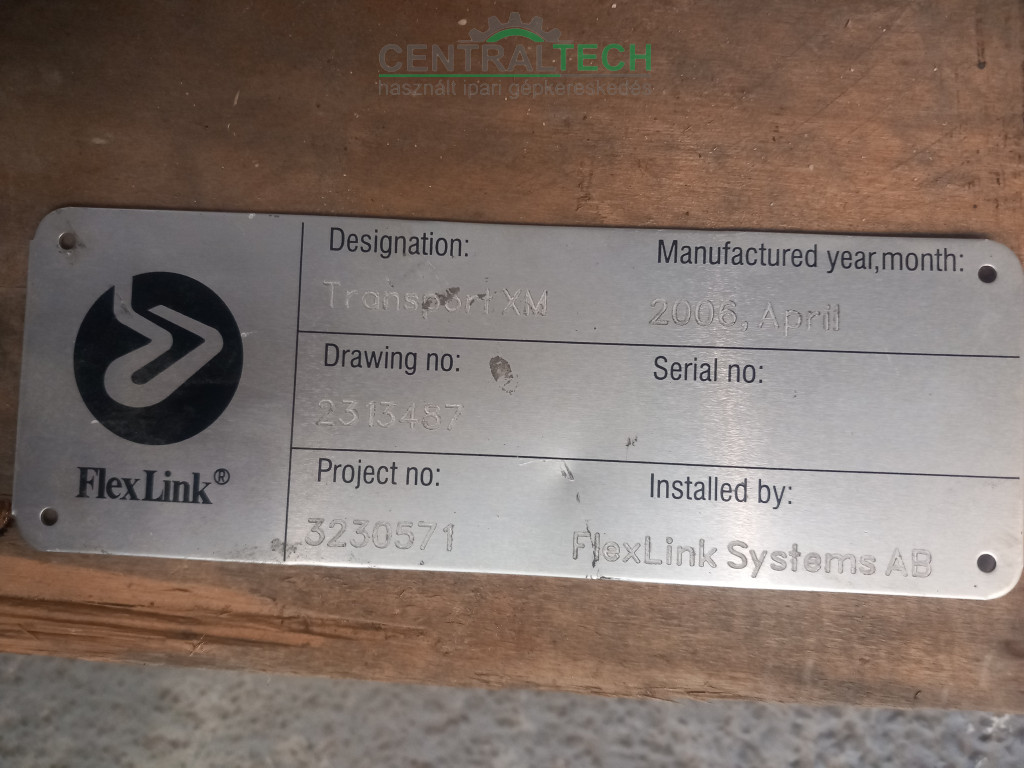 CENTRALTECH
használt ipari gépkereskedés
Designation:
Transport XM
Manufactured year,month:
2006, April
Drawing no:
2313487
Serial no:
Project no:
3230571
Installed by:
FlexLink Systems AB
FlexLink®